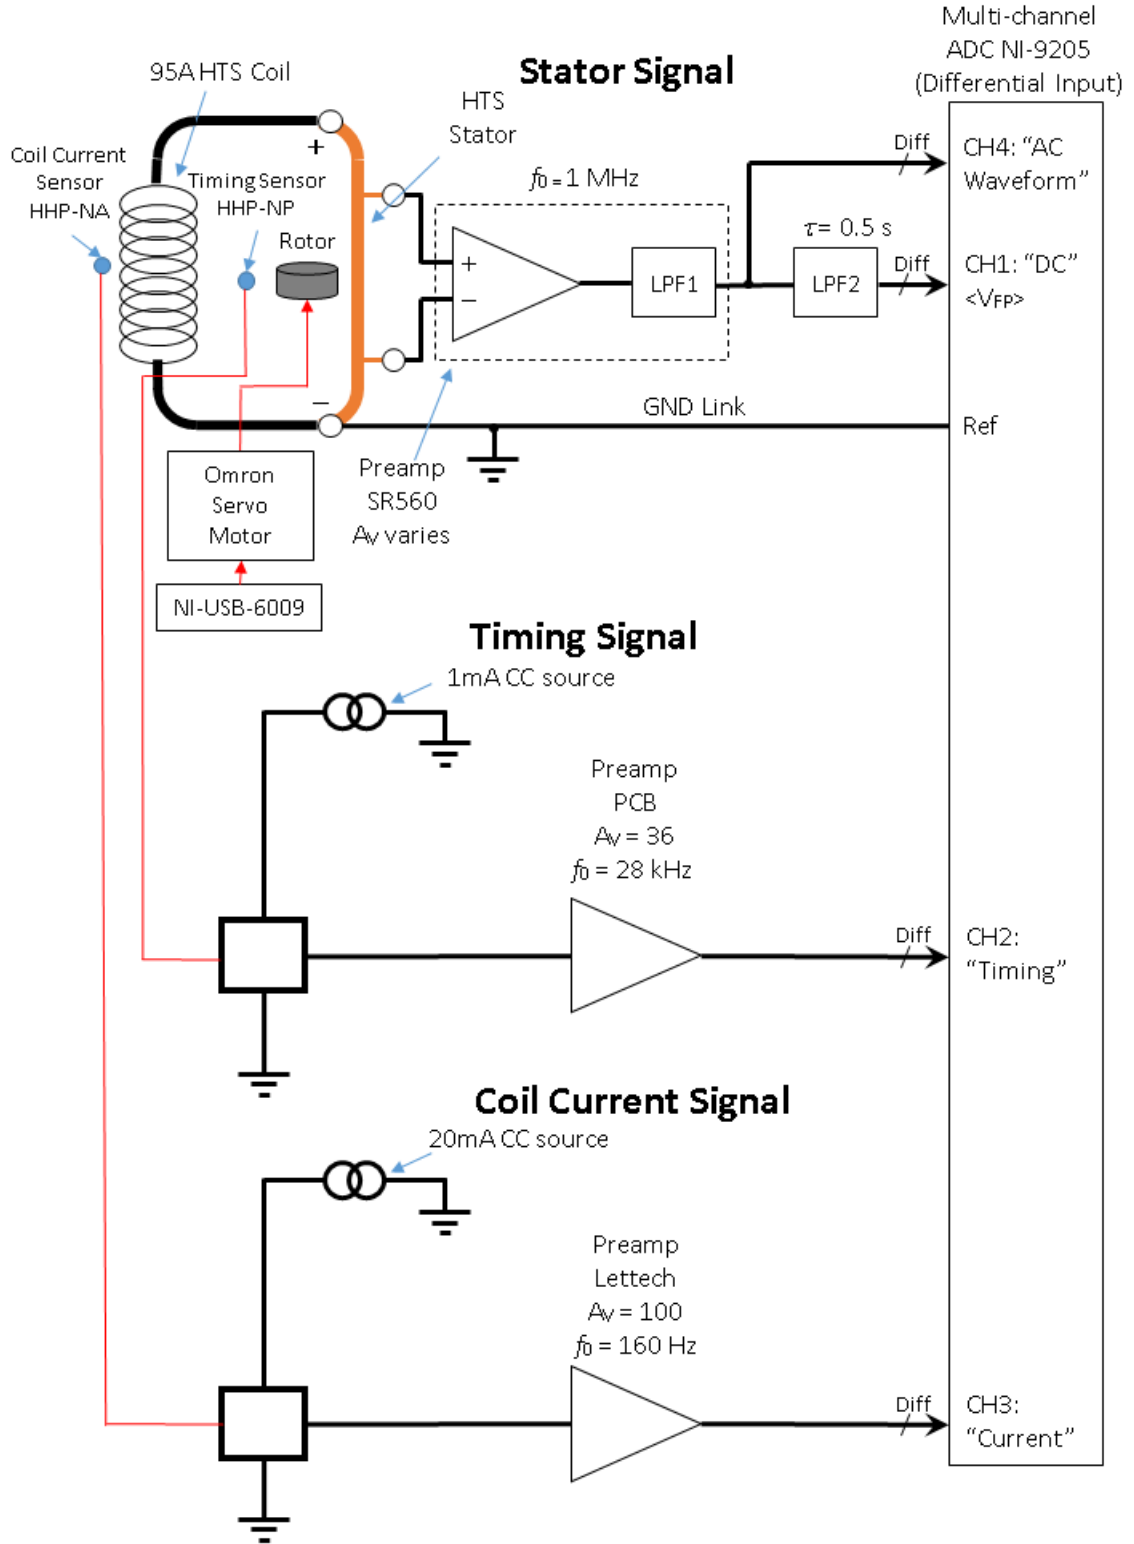 Multi-channel
ADC NI-9205
(Differential Input)
Stator Signal
95A HTS Coil
HTS
Stator
Coil Current
Sensor
HHP-NA
Timing Sensor
HHP-NP
Rotor
+
f0 = 1 MHz
+
−
LPF1
τ = 0.5 s
LPF2
Diff
CH4: “AC
Waveform”
Diff
CH1: “DC”
<VFP>
−
GND Link
Ref
Preamp
SR560
Av varies
Omron
Servo
Motor
NI-USB-6009
Timing Signal
1mA CC source
Preamp
PCB
Av = 36
f0 = 28 kHz
Diff
CH2:
“Timing”
Coil Current Signal
20mA CC source
Preamp
Lettech
Av = 100
f0 = 160 Hz
Diff
CH3:
“Current”